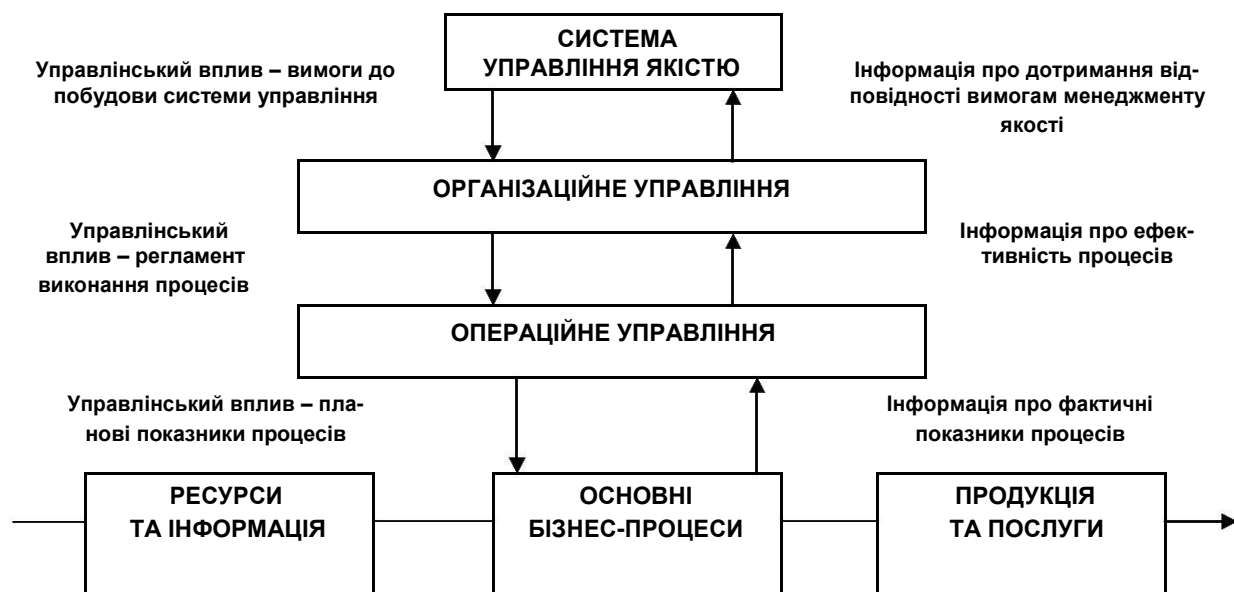 СИСТЕМА
УПРАВЛІННЯ ЯКІСТЮ
Управлінський вплив – вимоги до
побудови системи управління
Інформація про дотримання від-
повідності вимогам менеджменту
якості
ОРГАНІЗАЦІЙНЕ УПРАВЛІННЯ
Управлінський
вплив – регламент
виконання процесів
Інформація про ефек-
тивність процесів
ОПЕРАЦІЙНЕ УПРАВЛІННЯ
Управлінський вплив – пла-
нові показники процесів
Інформація про фактичні
показники процесів
РЕСУРСИ
ТА ІНФОРМАЦІЯ
ОСНОВНІ
БІЗНЕС-ПРОЦЕСИ
ПРОДУКЦІЯ
ТА ПОСЛУГИ